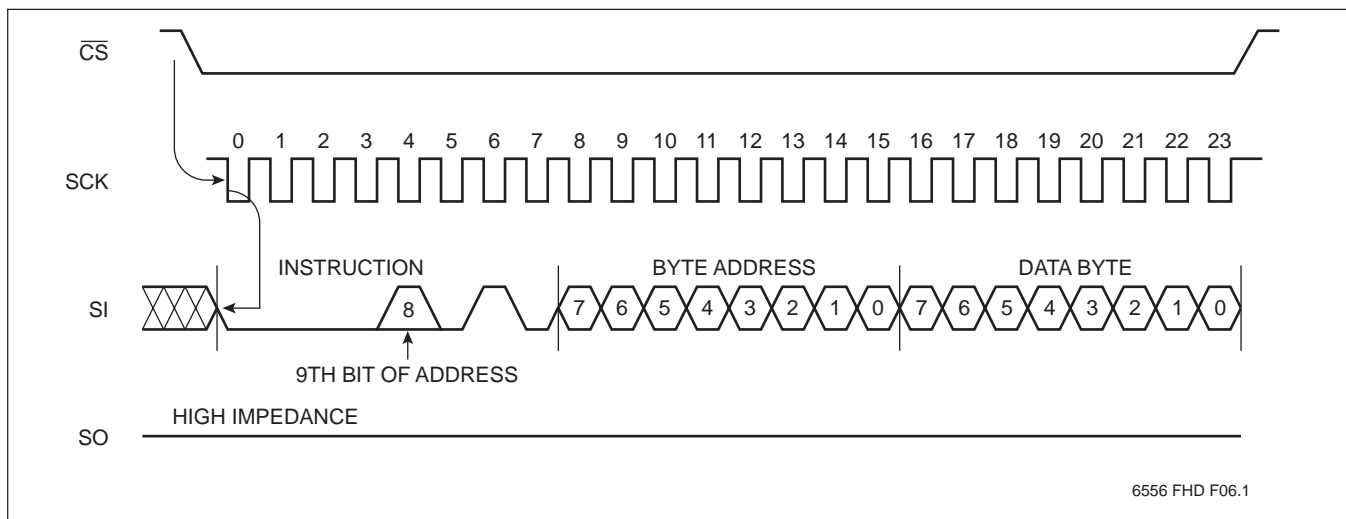 C̅S̅
0 1 2 3 4 5 6 7 8 9 10 11 12 13 14 15 16 17 18 19 20 21 22 23
SCK
INSTRUCTION BYTE ADDRESS DATA BYTE
SI 8 7 6 5 4 3 2 1 0 7 6 5 4 3 2 1 0
9TH BIT OF ADDRESS
HIGH IMPEDANCE
SO
6556 FHD F06.1